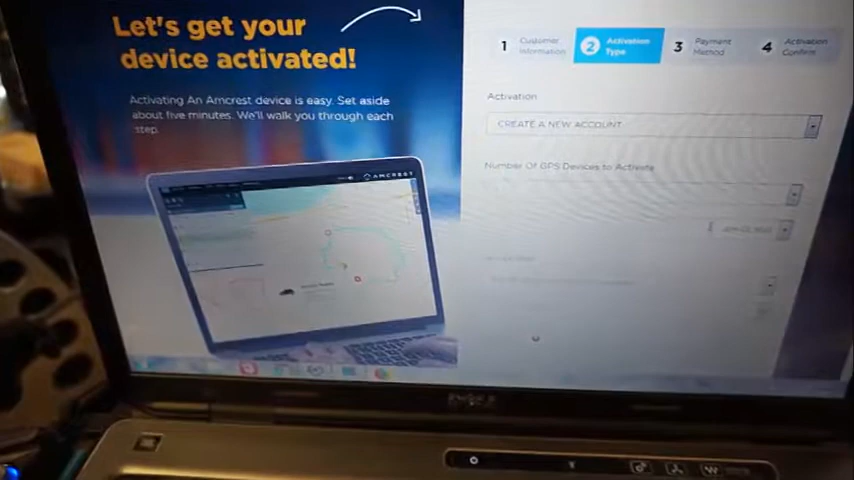 Let's get your
device activated!
Activating An Amcrest device is easy. Set aside
about five minutes. We'll walk you through each
step.
AMCREST
1 Customer
Information
2 Activation
Type
3 Payment
Method
4 Activation
Confirm
Activation
CREATE A NEW ACCOUNT
Number Of GPS Devices to Activate